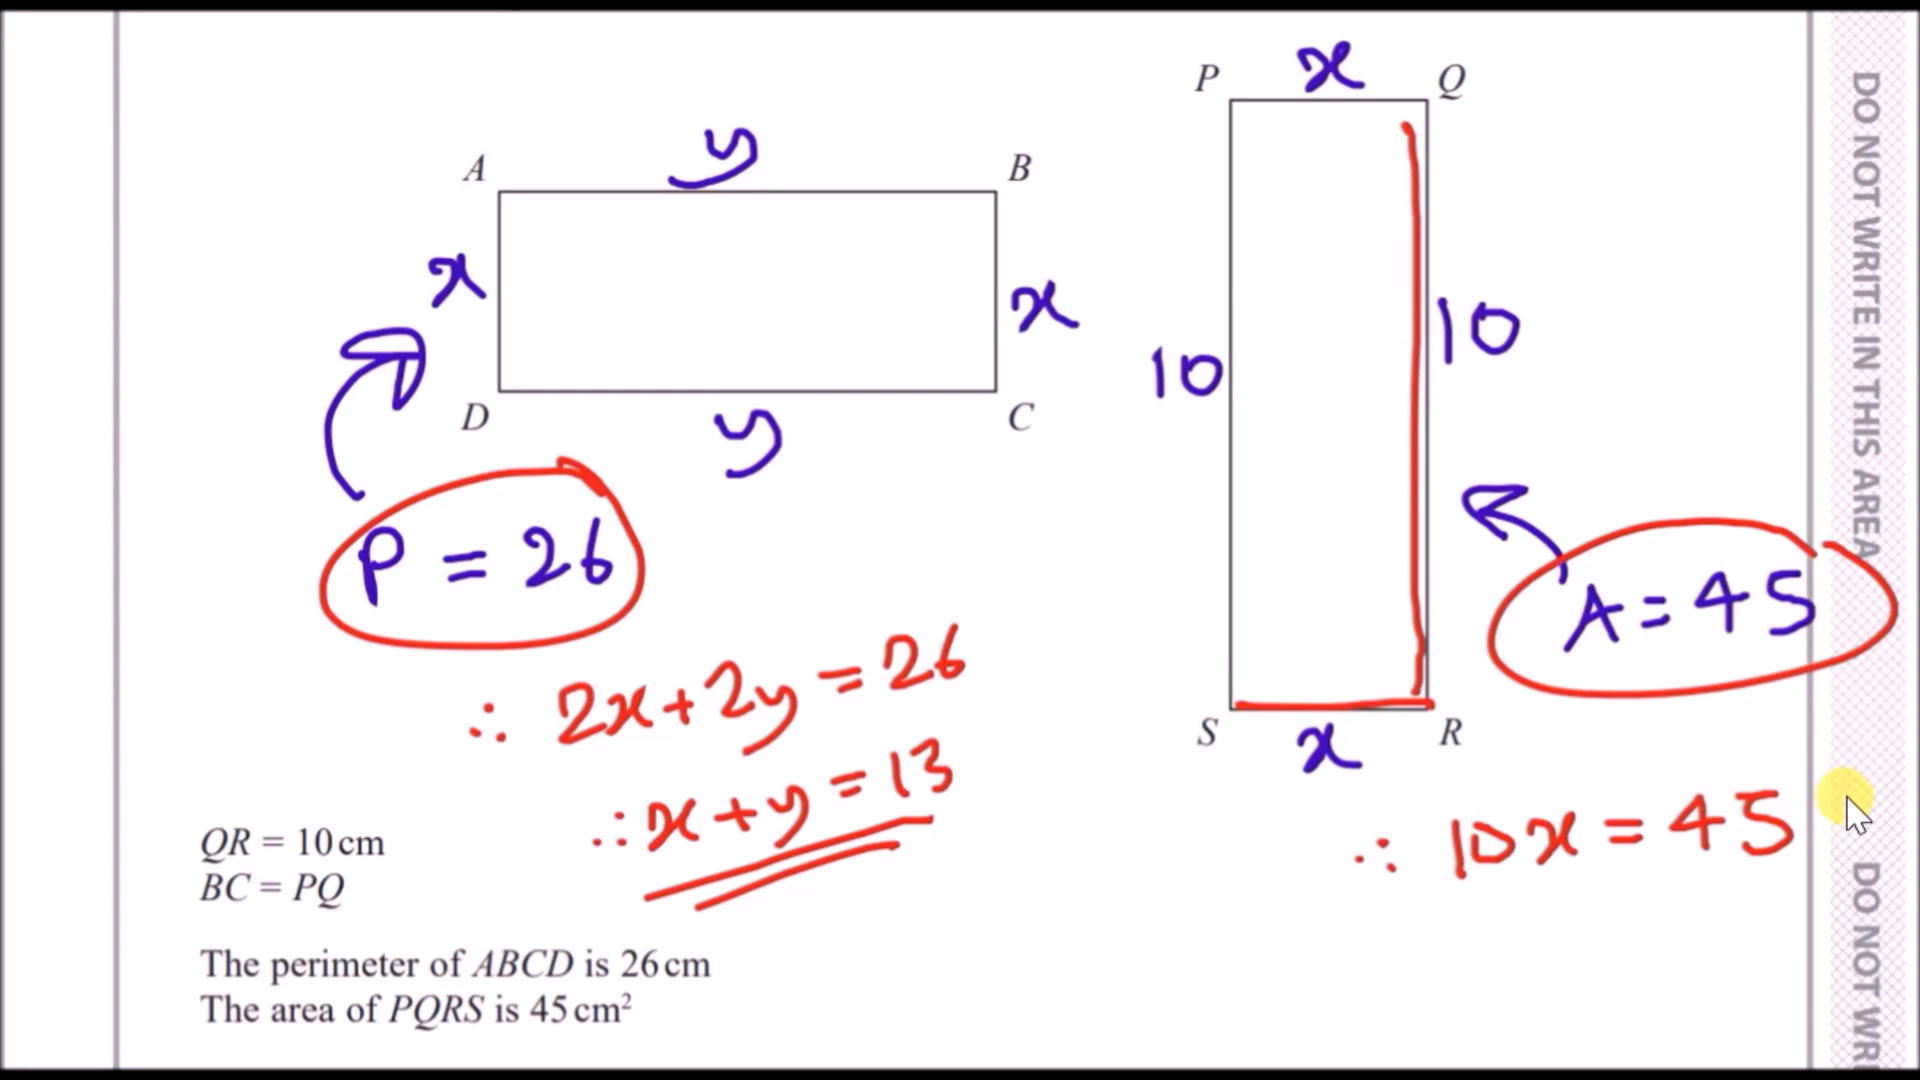 P x Q
y
A B
x x
10 10
D C
y
P = 26
A = 45
∴ 2x + 2y = 26
S R
x
∴ x + y = 13
∴ 10x = 45
QR = 10 cm
BC = PQ
The perimeter of ABCD is 26 cm
The area of PQRS is 45 cm²
DO NOT WRITE IN THIS AREA
DO NOT WRI